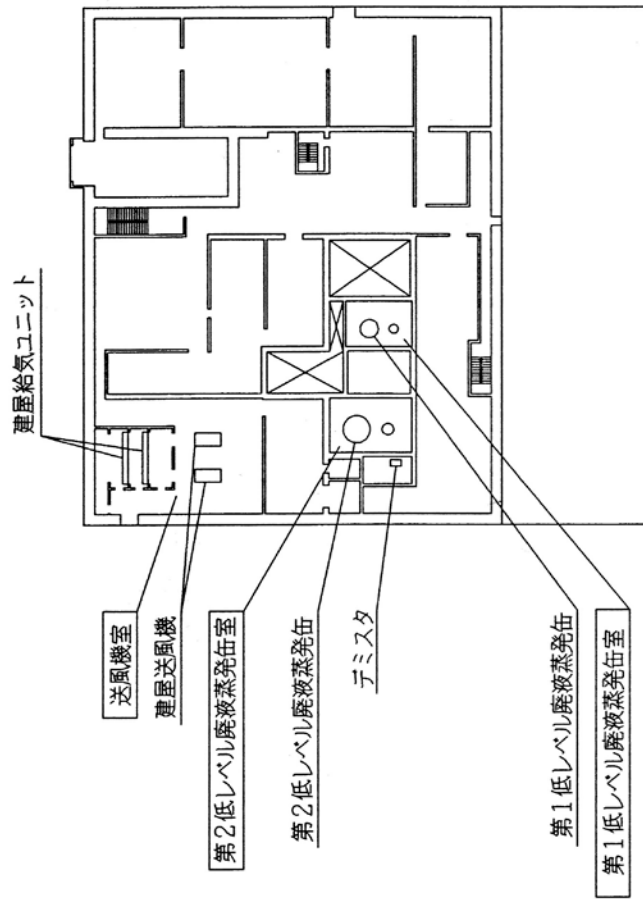 建屋給気ユニット
送風機室
建屋送風機
第2低レベル廃液蒸発缶室
第2低レベル廃液蒸発缶
デミスタ
第1低レベル廃液蒸発缶
第1低レベル廃液蒸発缶室